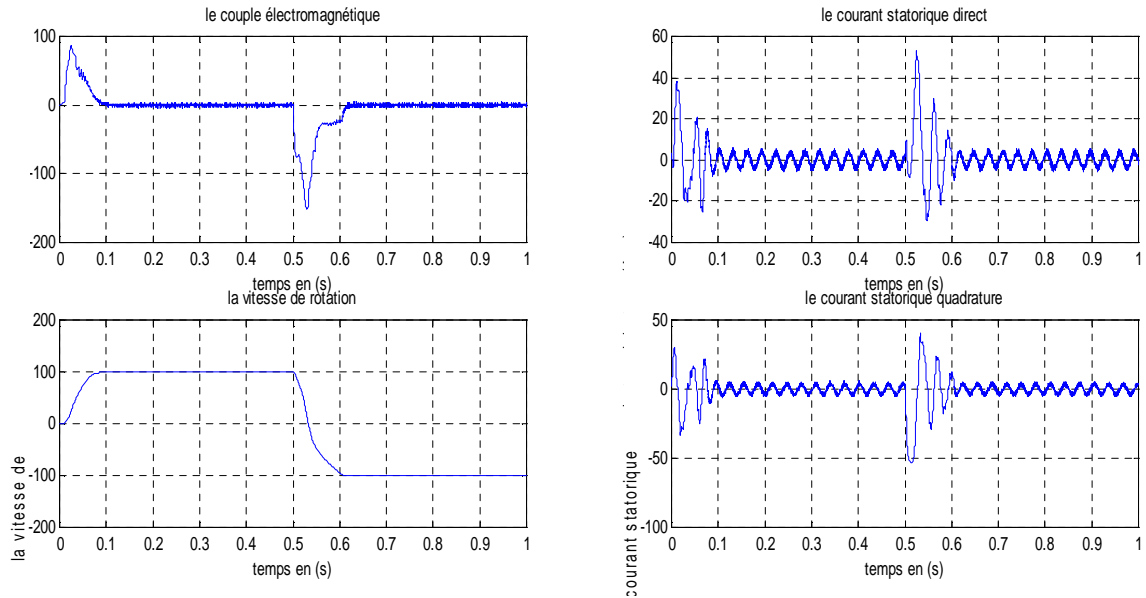 le couple électromagnétique
100
0
-100
-200
0 0.1 0.2 0.3 0.4 0.5 0.6 0.7 0.8 0.9 1
temps en (s)
le courant statorique direct
60
40
20
0
-20
-40
0 0.1 0.2 0.3 0.4 0.5 0.6 0.7 0.8 0.9 1
temps en (s)
la vitesse de rotation
200
100
0
-100
-200
la vitesse de
0 0.1 0.2 0.3 0.4 0.5 0.6 0.7 0.8 0.9 1
temps en (s)
le courant statorique quadrature
50
0
-50
-100
courant statorique
0 0.1 0.2 0.3 0.4 0.5 0.6 0.7 0.8 0.9 1
temps en (s)